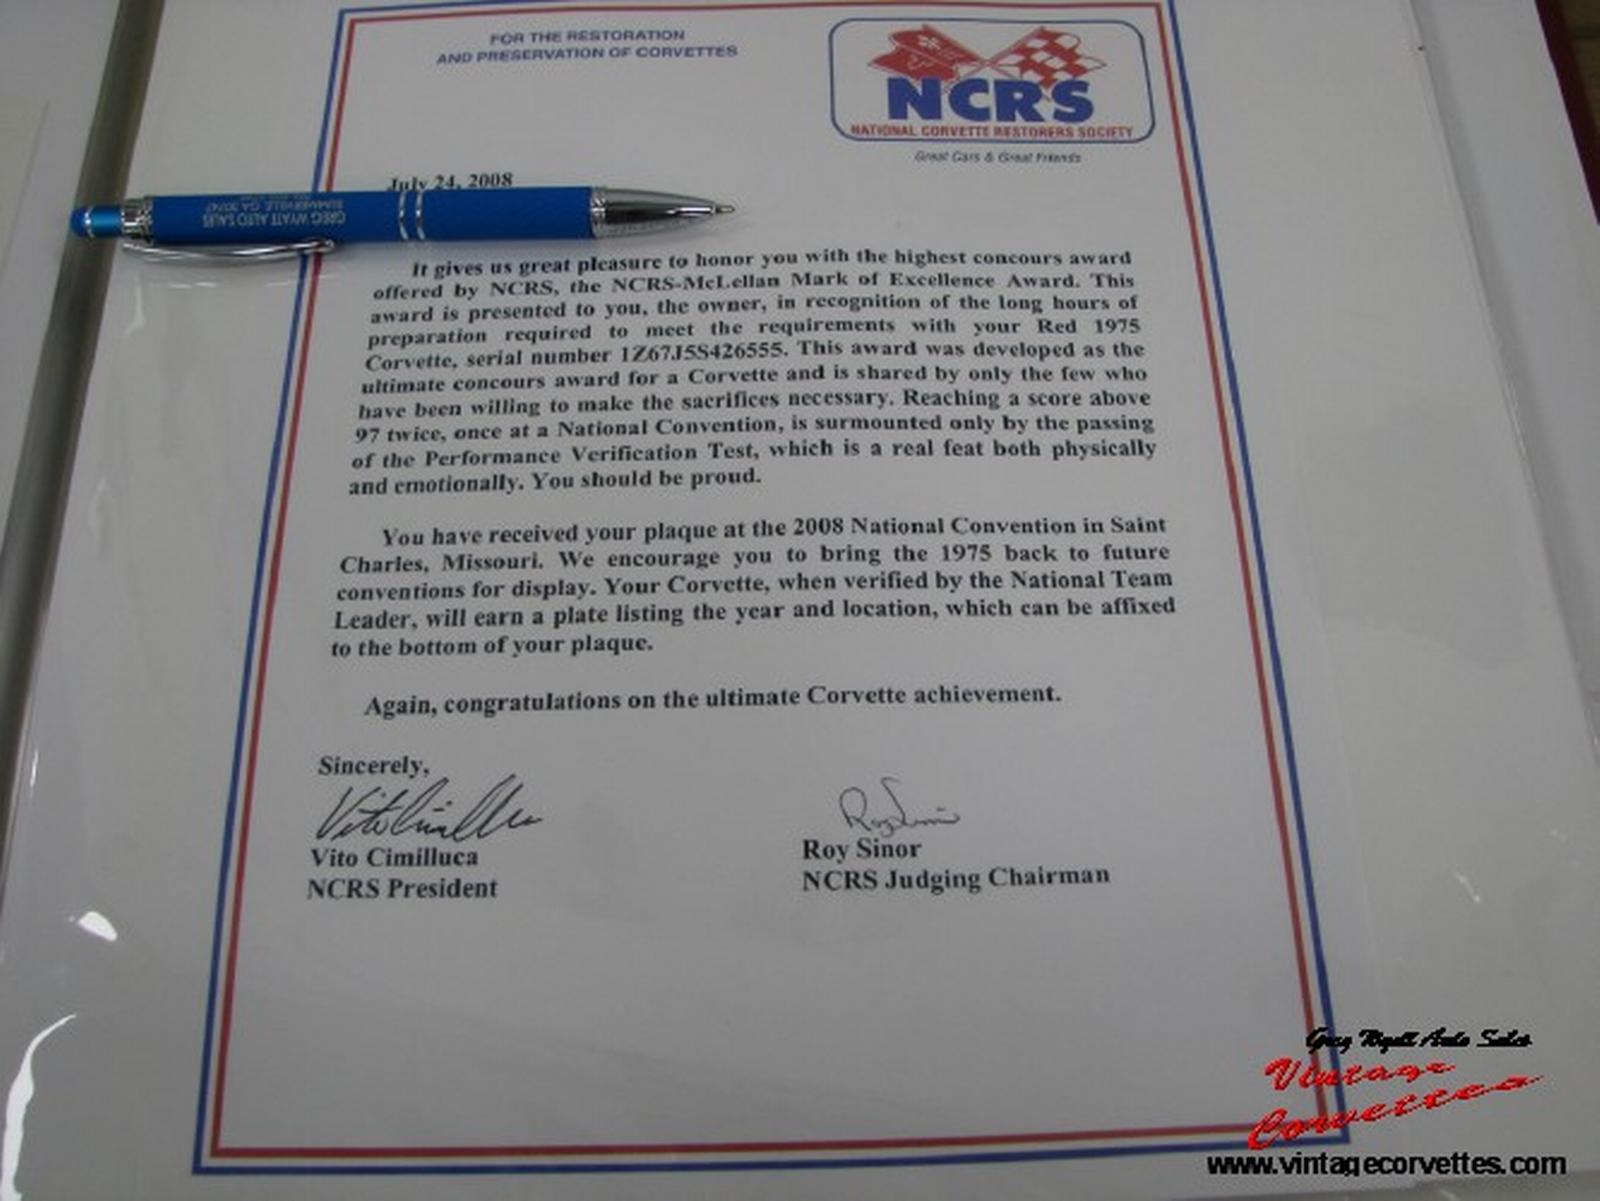 FOR THE RESTORATION
AND PRESERVATION OF CORVETTES
NCRS
NATIONAL CORVETTE RESTORERS SOCIETY
Great Cars & Great Friends
July 24, 2008
GREG WYATT AUTO SALES
SUMMERVILLE, GA 30747
It gives us great pleasure to honor you with the highest concours award
offered by NCRS, the NCRS-McLellan Mark of Excellence Award. This
award is presented to you, the owner, in recognition of the long hours of
preparation required to meet the requirements with your Red 1975
Corvette, serial number 1Z67J5S426555. This award was developed as the
ultimate concours award for a Corvette and is shared by only the few who
have been willing to make the sacrifices necessary. Reaching a score above
97 twice, once at a National Convention, is surmounted only by the passing
of the Performance Verification Test, which is a real feat both physically
and emotionally. You should be proud.
You have received your plaque at the 2008 National Convention in Saint
Charles, Missouri. We encourage you to bring the 1975 back to future
conventions for display. Your Corvette, when verified by the National Team
Leader, will earn a plate listing the year and location, which can be affixed
to the bottom of your plaque.
Again, congratulations on the ultimate Corvette achievement.
Sincerely,
Vito Cimilluca
Roy Sinor
Vito Cimilluca
Roy Sinor
NCRS President
NCRS Judging Chairman
Greg Wyatt Auto Sales
Vintage
Corvettes
www.vintagecorvettes.com